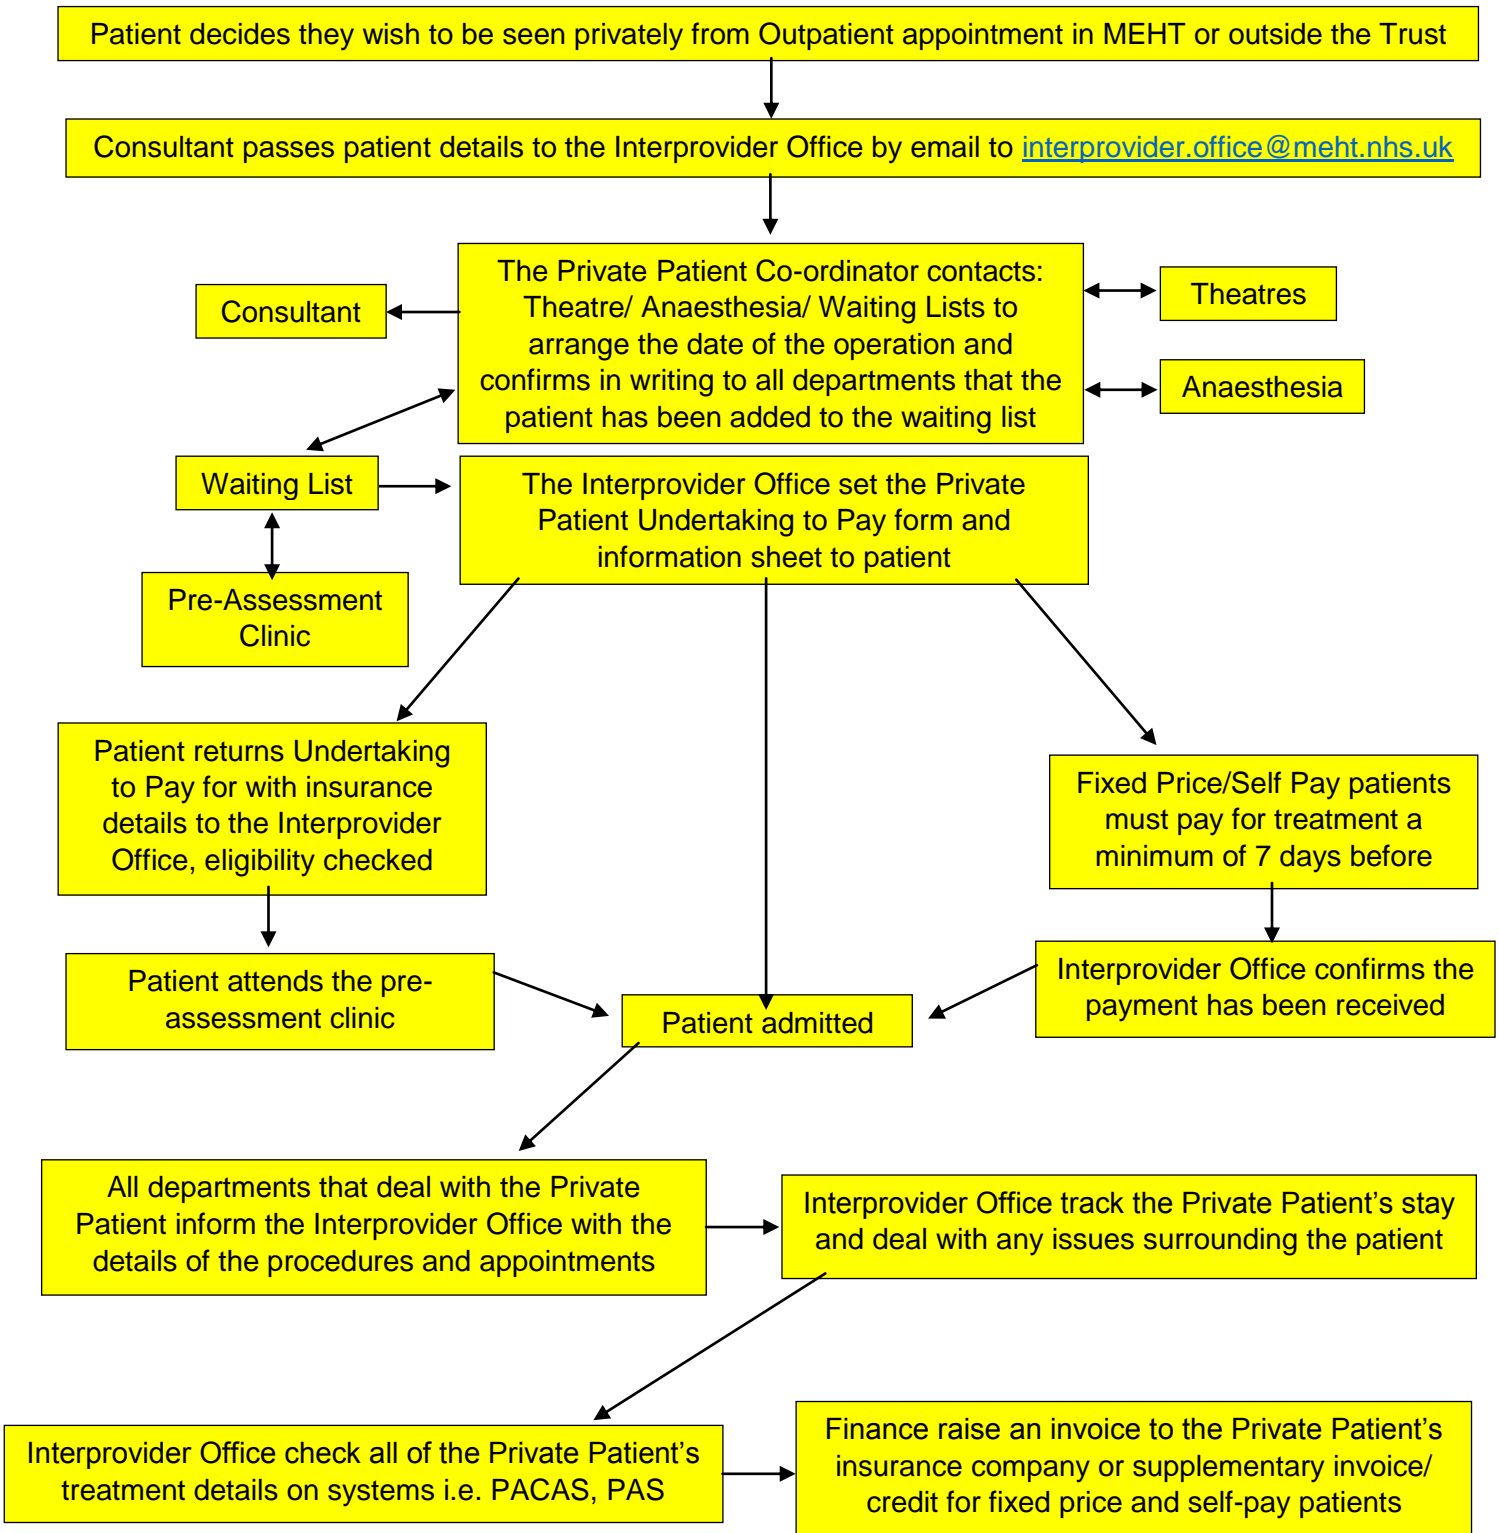 Patient decides they wish to be seen privately from Outpatient appointment in MEHT or outside the Trust
Consultant passes patient details to the Interprovider Office by email to interprovider.office@meht.nhs.uk
The Private Patient Co-ordinator contacts:
Theatre/ Anaesthesia/ Waiting Lists to
arrange the date of the operation and
confirms in writing to all departments that the
patient has been added to the waiting list
Consultant
Theatres
Anaesthesia
Waiting List
The Interprovider Office set the Private
Patient Undertaking to Pay form and
information sheet to patient
Pre-Assessment
Clinic
Patient returns Undertaking
to Pay for with insurance
details to the Interprovider
Office, eligibility checked
Fixed Price/Self Pay patients
must pay for treatment a
minimum of 7 days before
Patient attends the pre-
assessment clinic
Interprovider Office confirms the
payment has been received
Patient admitted
All departments that deal with the Private
Patient inform the Interprovider Office with the
details of the procedures and appointments
Interprovider Office track the Private Patient’s stay
and deal with any issues surrounding the patient
Interprovider Office check all of the Private Patient’s
treatment details on systems i.e. PACAS, PAS
Finance raise an invoice to the Private Patient’s
insurance company or supplementary invoice/
credit for fixed price and self-pay patients